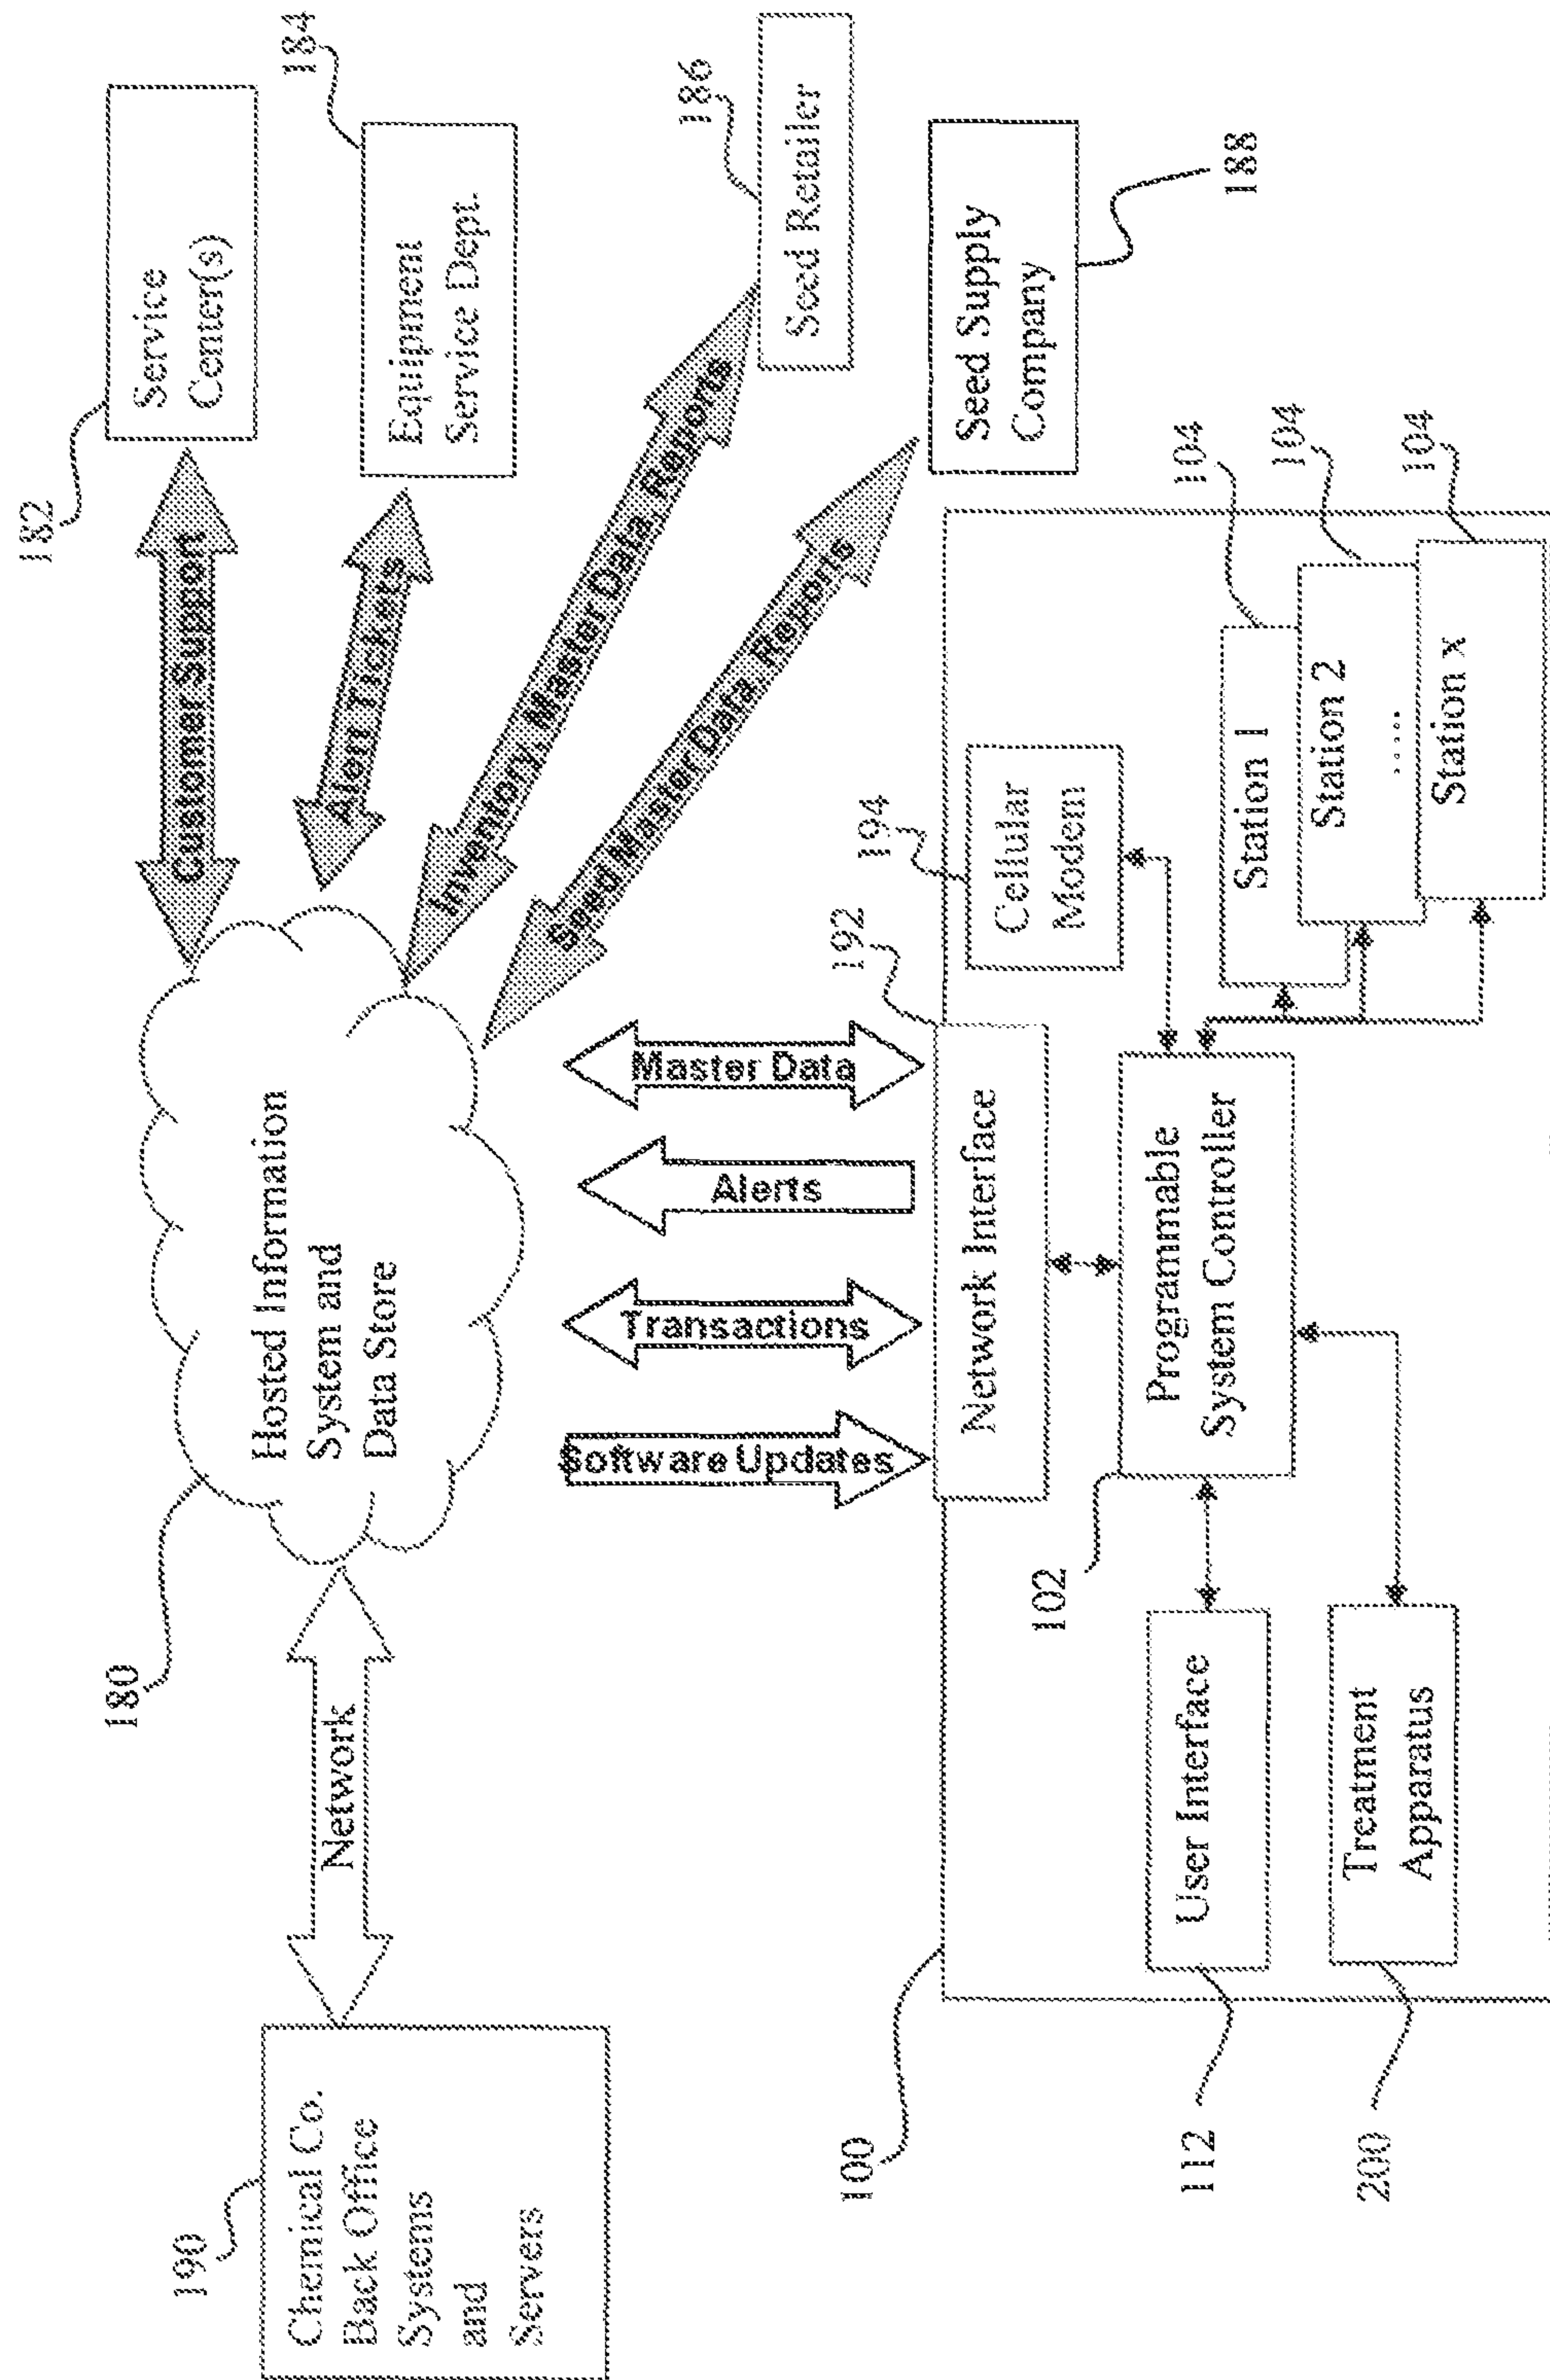 190
Chemical Co.
Back Office
Systems
and
Servers
Network
180
Hosted Information
System and
Data Store
182
Service
Center(s)
Customer Support
184
Equipment
Service Dept.
Alert Tickets
186
Seed Retailer
Inventory, Master Data, Reports
188
Seed Supply
Company
Seed Master Data, Reports
Software Updates
Transactions
Alerts
Master Data
100
192
Network Interface
194
Cellular
Modem
102
Programmable
System Controller
112
User Interface
200
Treatment
Apparatus
104
Station 1
104
Station 2
.....
104
Station x